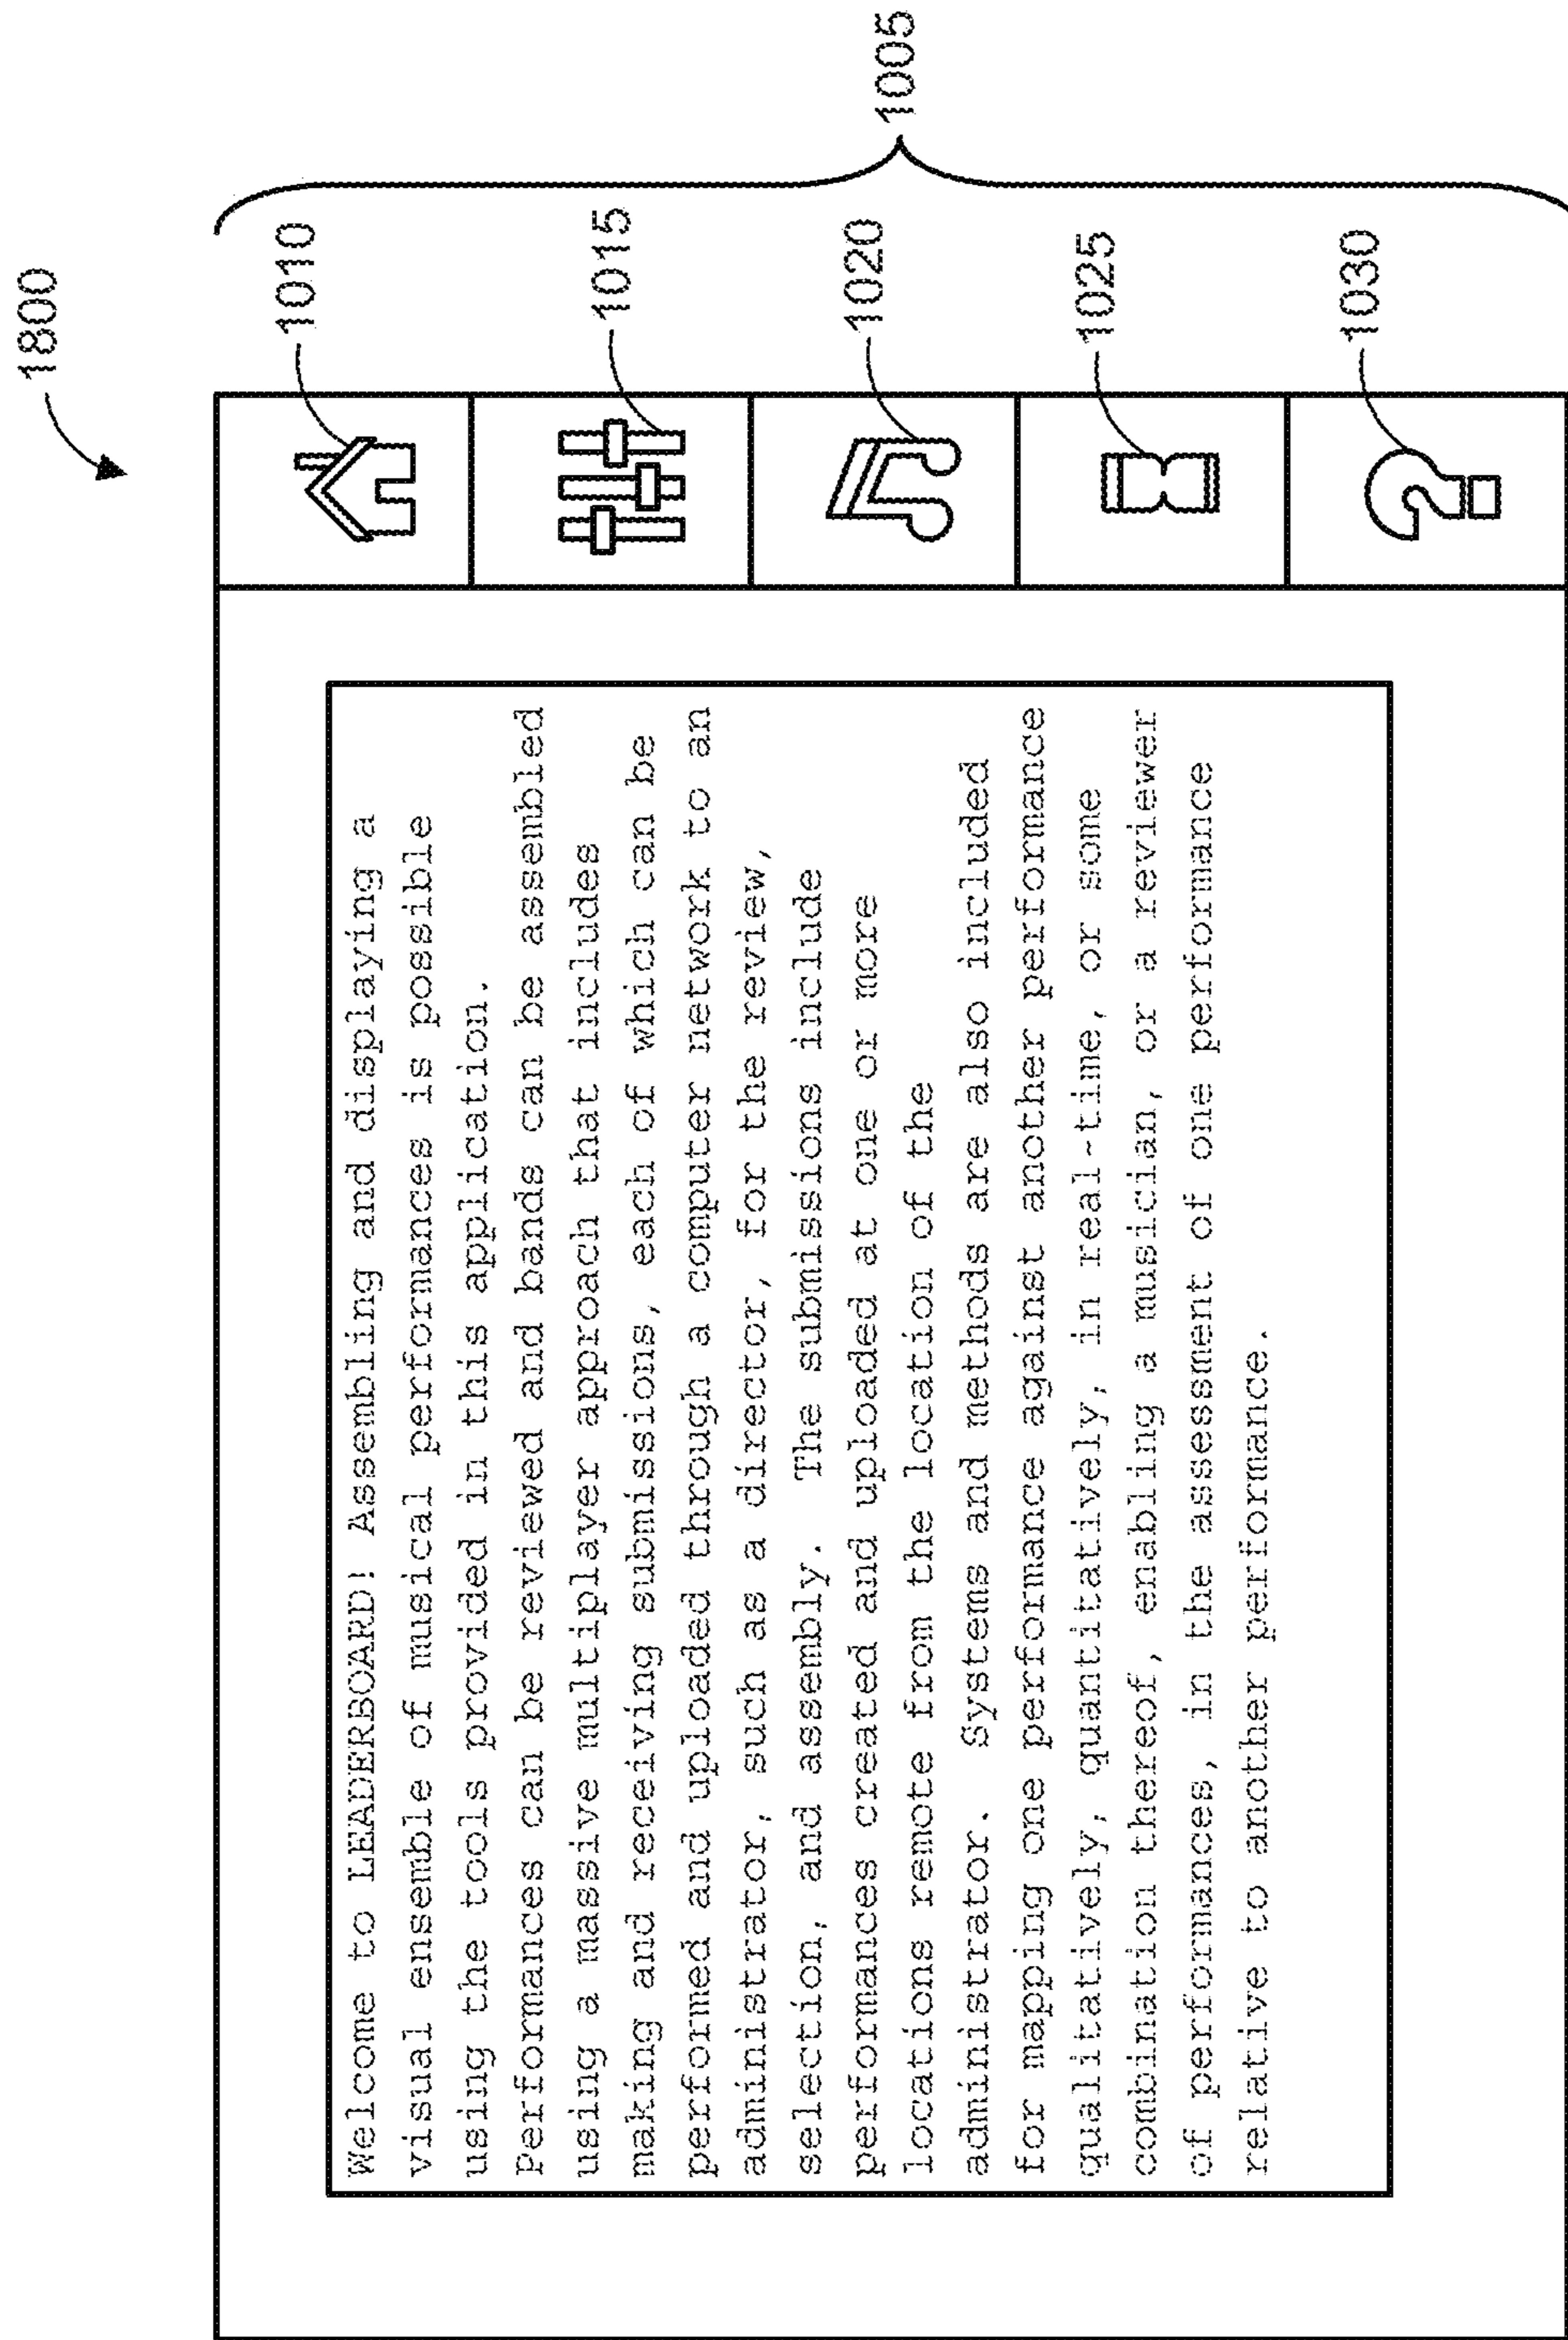 1800
Welcome to LEADERBOARD! Assembling and displaying a
visual ensemble of musical performances is possible
using the tools provided in this application.
Performances can be reviewed and bands can be assembled
using a massive multiplayer approach that includes
making and receiving submissions, each of which can be
performed and uploaded through a computer network to an
administrator, such as a director, for the review,
selection, and assembly. The submissions include
performances created and uploaded at one or more
locations remote from the location of the
administrator. Systems and methods are also included
for mapping one performance against another performance
qualitatively, quantitatively, in real-time, or some
combination thereof, enabling a musician, or a reviewer
of performances, in the assessment of one performance
relative to another performance.
1010
1015
1020
1025
1030
1005